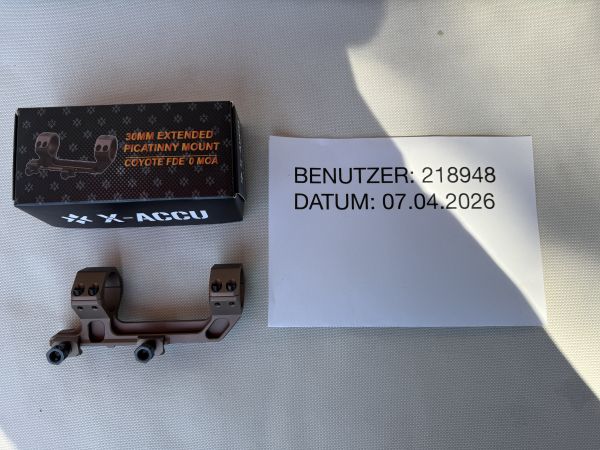 30MM EXTENDED
PICATINNY MOUNT
COYOTE FDE 0 MOA
X-ACCU
BENUTZER: 218948
DATUM: 07.04.2026